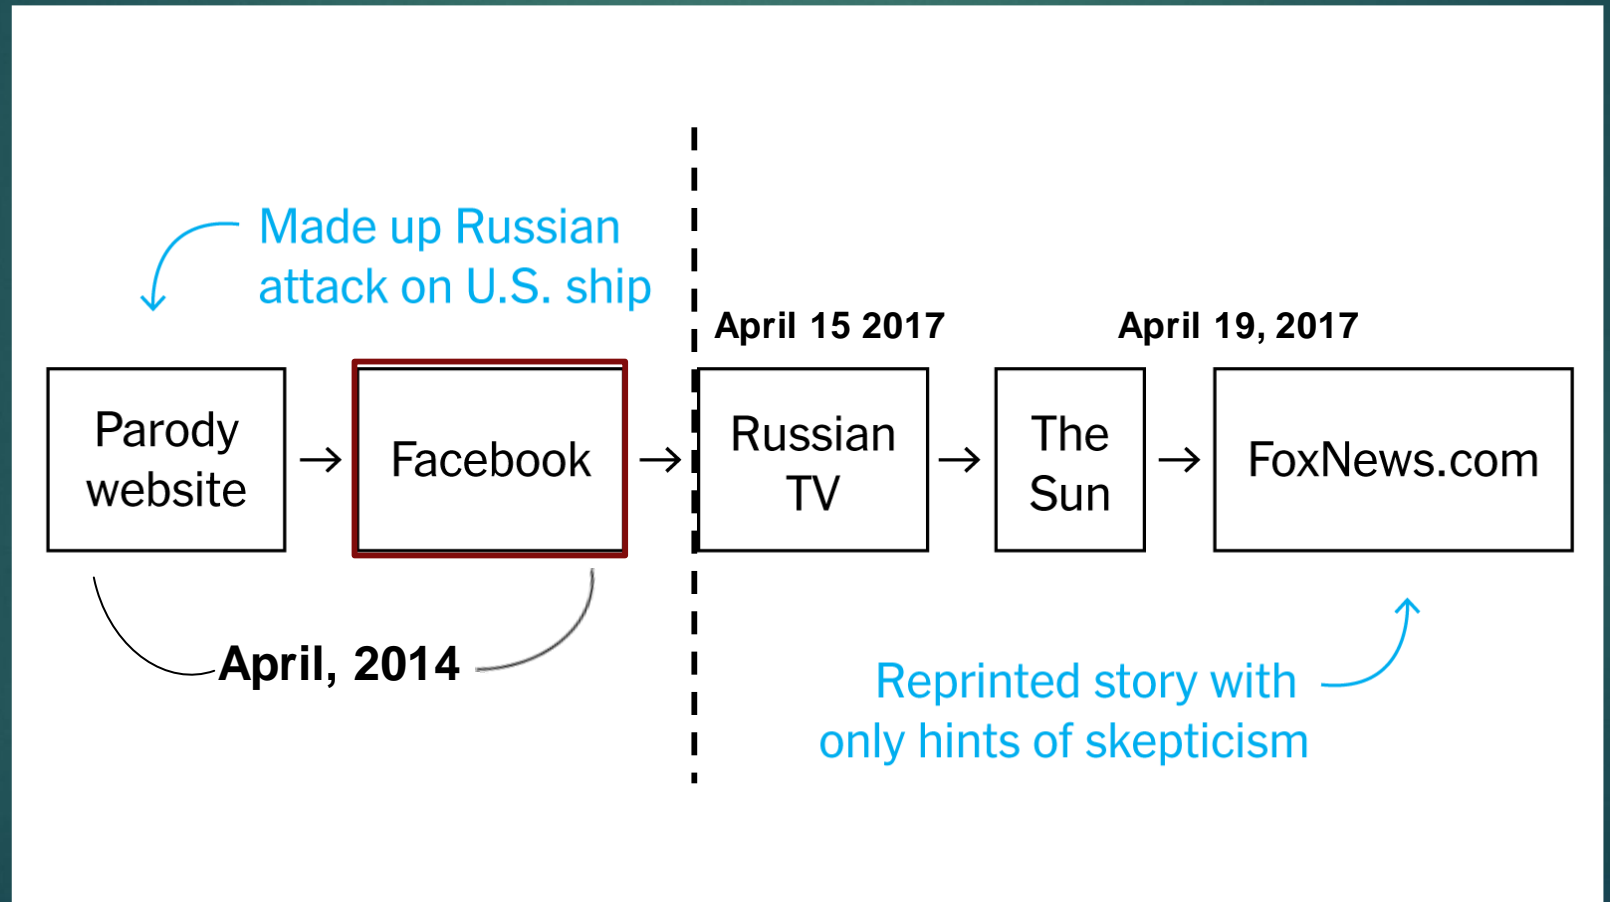 Made up Russian
attack on U.S. ship
April 15 2017
April 19, 2017
Parody
website
Facebook
Russian
TV
The
Sun
FoxNews.com
April, 2014
Reprinted story with
only hints of skepticism